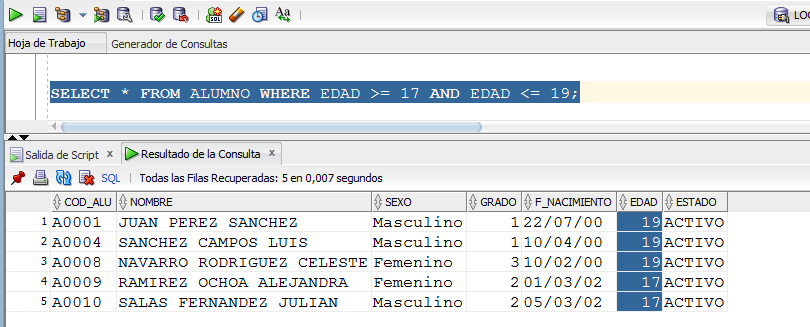 LOC
Hoja de Trabajo Generador de Consultas
SELECT * FROM ALUMNO WHERE EDAD >= 17 AND EDAD <= 19;
Salida de Script x Resultado de la Consulta x
SQL | Todas las Filas Recuperadas: 5 en 0,007 segundos
COD_ALU NOMBRE SEXO GRADO F_NACIMIENTO EDAD ESTADO
1 A0001 JUAN PEREZ SANCHEZ Masculino 1 22/07/00 19 ACTIVO
2 A0004 SANCHEZ CAMPOS LUIS Masculino 1 10/04/00 19 ACTIVO
3 A0008 NAVARRO RODRIGUEZ CELESTE Femenino 3 10/02/00 19 ACTIVO
4 A0009 RAMIREZ OCHOA ALEJANDRA Femenino 2 01/03/02 17 ACTIVO
5 A0010 SALAS FERNANDEZ JULIAN Masculino 2 05/03/02 17 ACTIVO